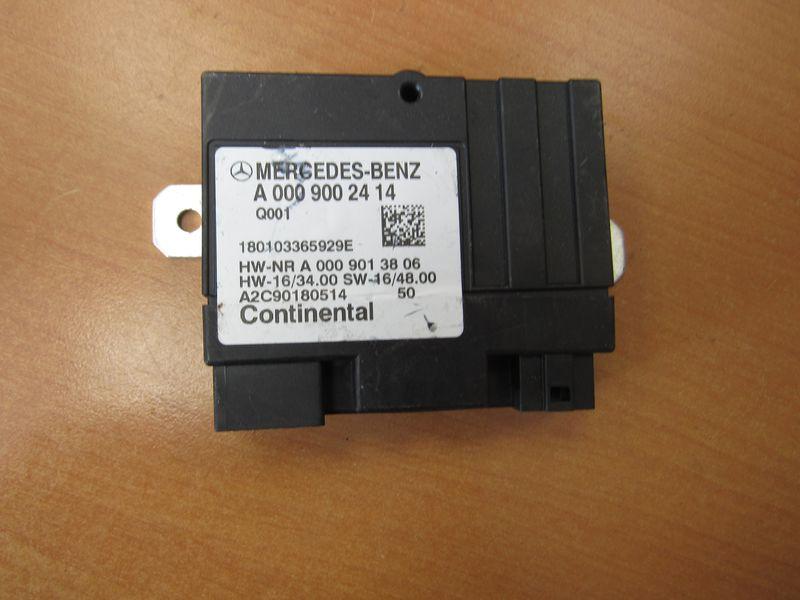 MERCEDES-BENZ
A 000 900 24 14
Q001
180103365929E
HW-NR A 000 901 38 06
HW-16/34.00 SW-16/48.00
A2C90180514 50
Continental